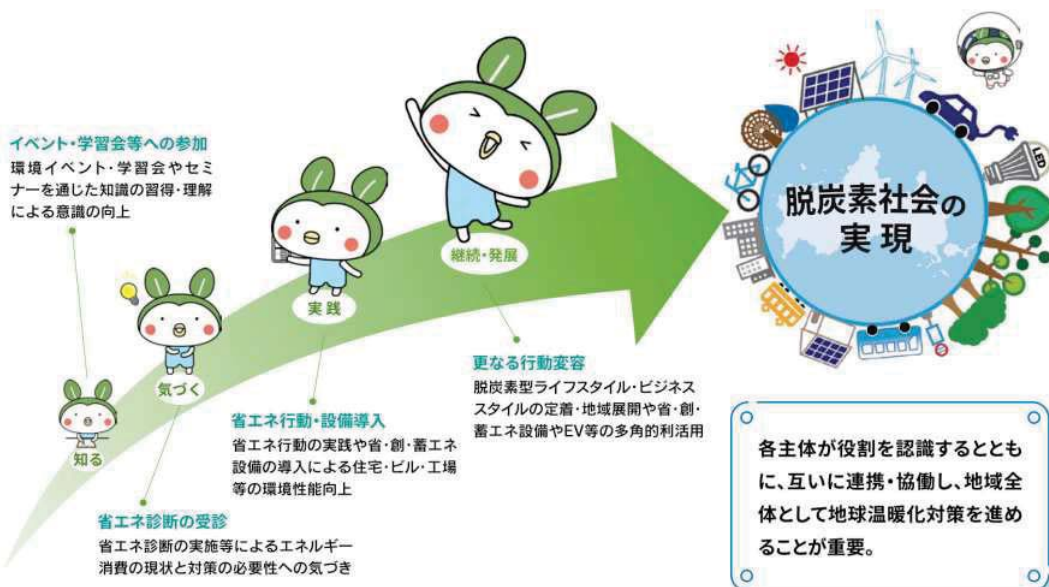 イベント・学習会等への参加
環境イベント・学習会やセミ
ナーを通じた知識の習得・理解
による意識の向上
知る
気づく
実践
継続・発展
省エネ診断の受診
省エネ診断の実施等によるエネルギー
消費の現状と対策の必要性への気づき
省エネ行動・設備導入
省エネ行動の実践や省・創・蓄エネ
設備の導入による住宅・ビル・工場
等の環境性能向上
更なる行動変容
脱炭素型ライフスタイル・ビジネス
スタイルの定着・地域展開や省・創・
蓄エネ設備やEV等の多角的利活用
脱炭素社会の
実現
LED
各主体が役割を認識するととも
に、互いに連携・協働し、地域全
体として地球温暖化対策を進め
ることが重要。